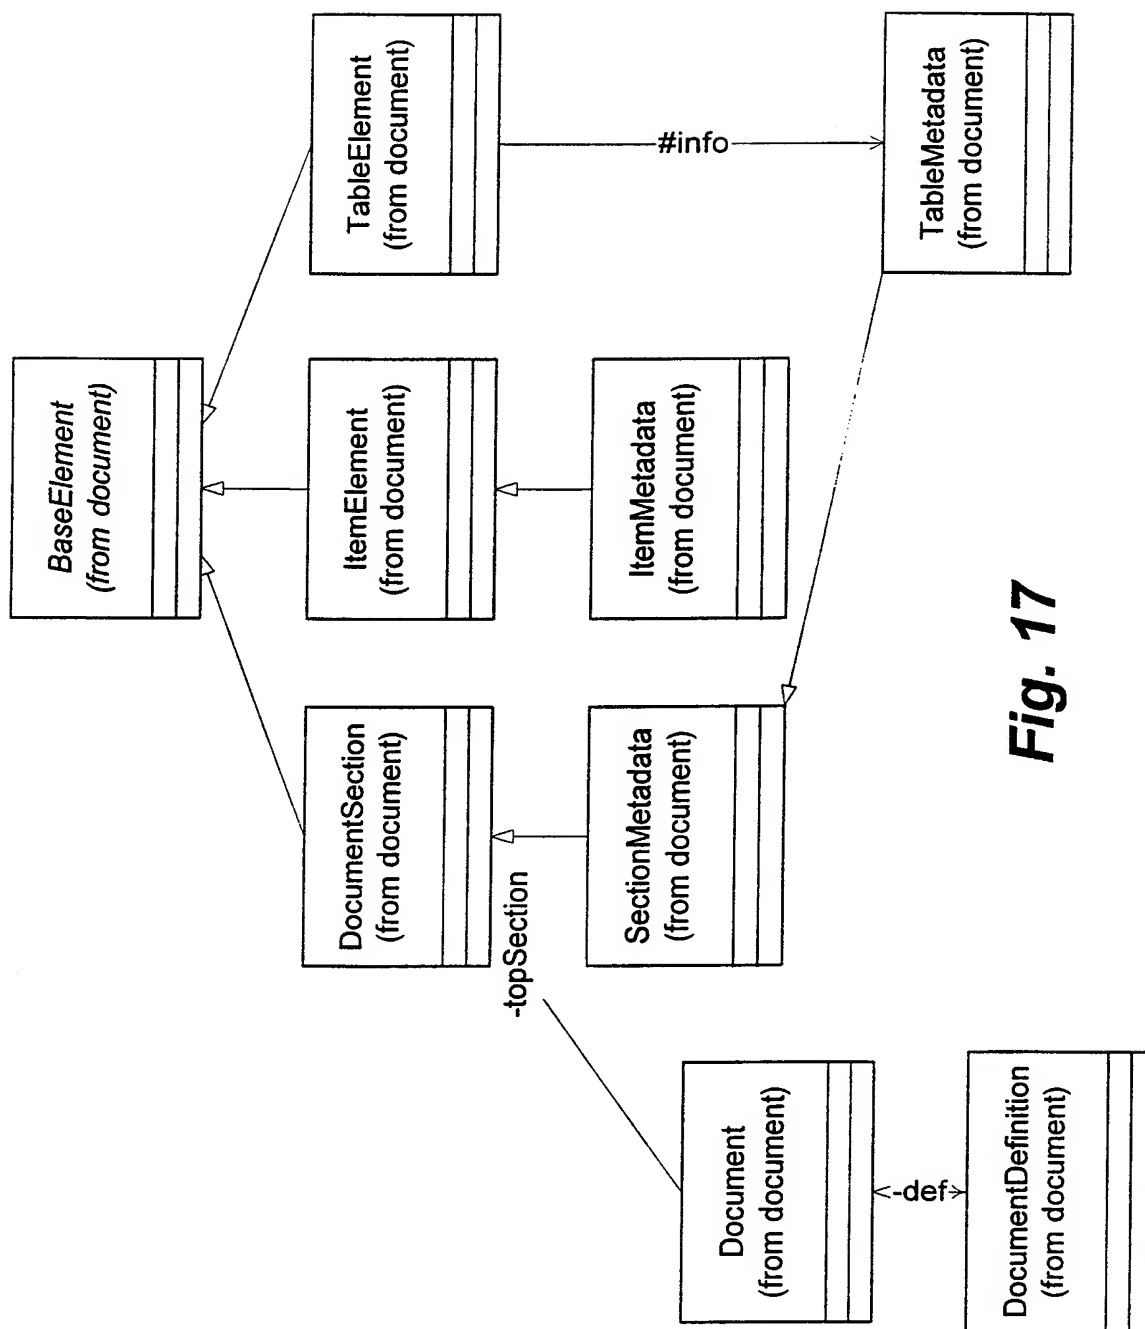 BaseElement
(from document)
DocumentSection
(from document)
ItemElement
(from document)
TableElement
(from document)
-topSection
#info
SectionMetadata
(from document)
ItemMetadata
(from document)
Document
(from document)
-def
TableMetadata
(from document)
DocumentDefinition
(from document)
Fig. 17